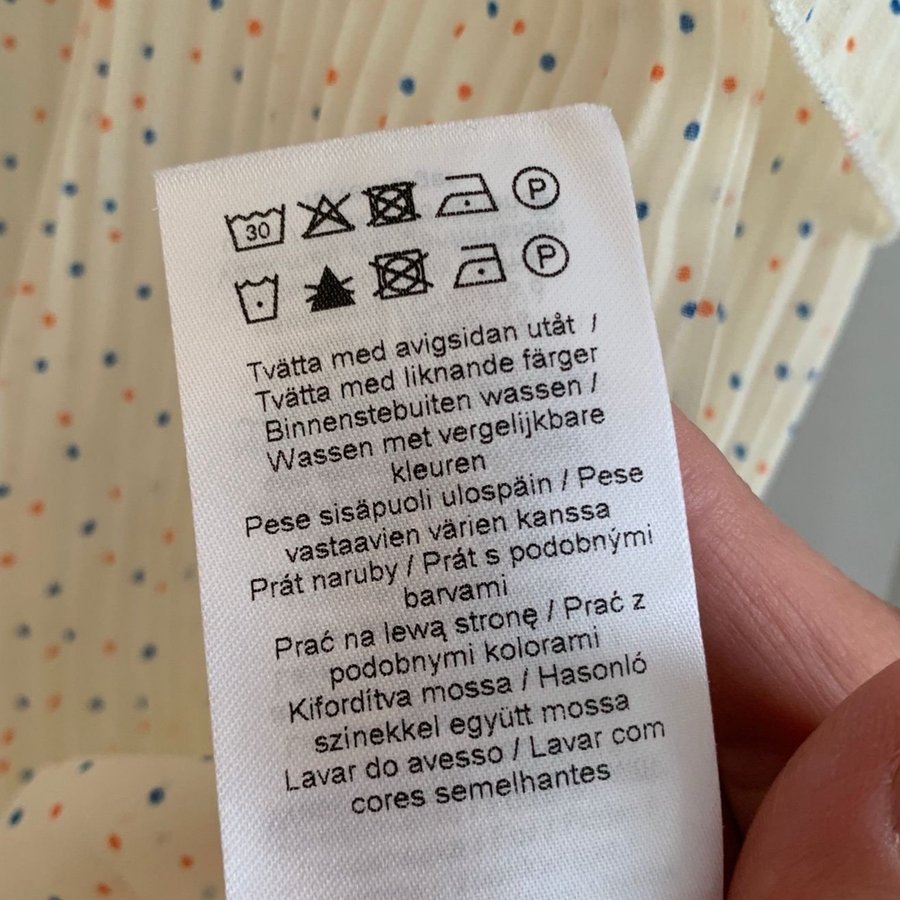 30 P
P
Tvätta med avigsidan utåt /
Tvätta med liknande färger
Binnenstebuiten wassen /
Wassen met vergelijkbare
kleuren
Pese sisäpuoli ulospäin / Pese
vastaavien värien kanssa
Prát naruby / Prát s podobnými
barvami
Prać na lewą stronę / Prać z
podobnymi kolorami
Kifordítva mossa / Hasonló
színekkel együtt mossa
Lavar do avesso / Lavar com
cores semelhantes